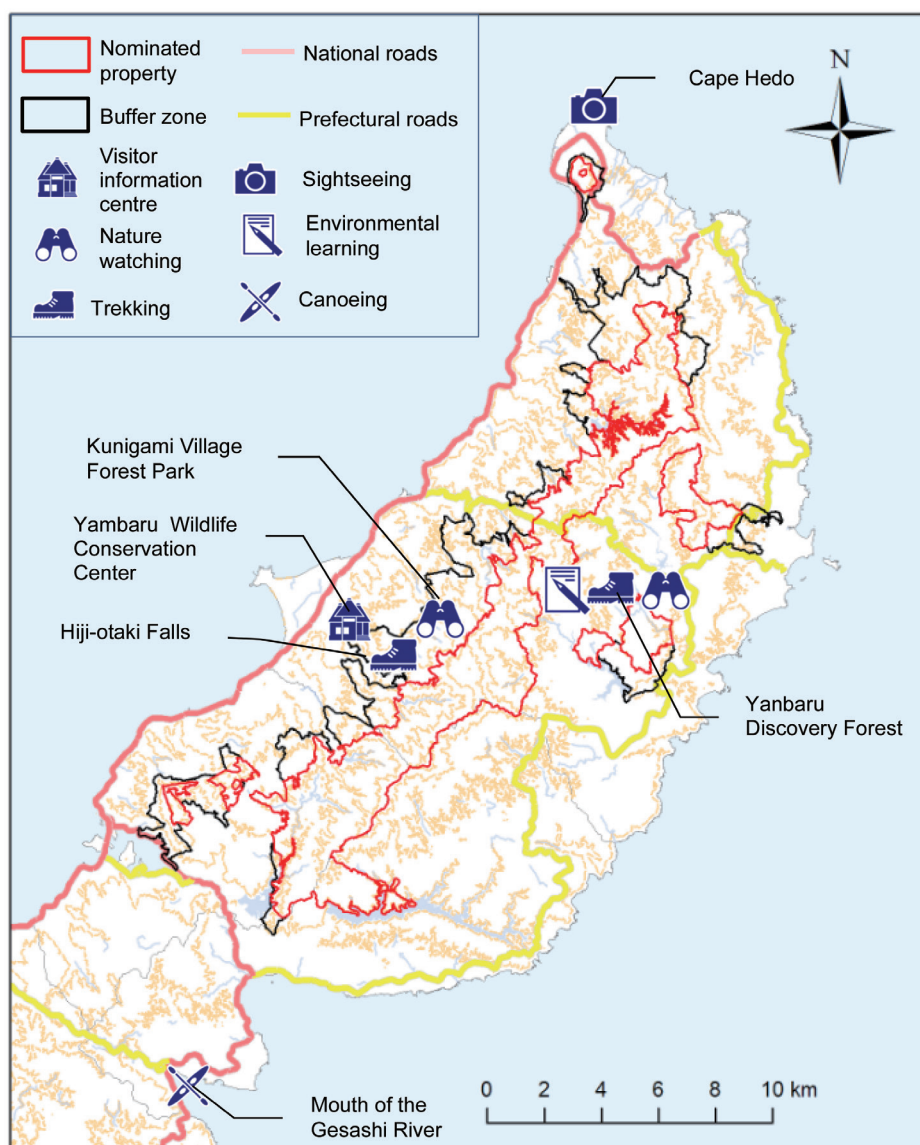 Nominated
property
National roads
Buffer zone
Prefectural roads
Visitor
information
centre
Sightseeing
Nature
watching
Environmental
learning
Trekking
Canoeing
Cape Hedo
N
Kunigami Village
Forest Park
Yambaru Wildlife
Conservation
Center
Hiji-otaki Falls
Yanbaru
Discovery Forest
Mouth of the
Gesashi River
0 2 4 6 8 10 km